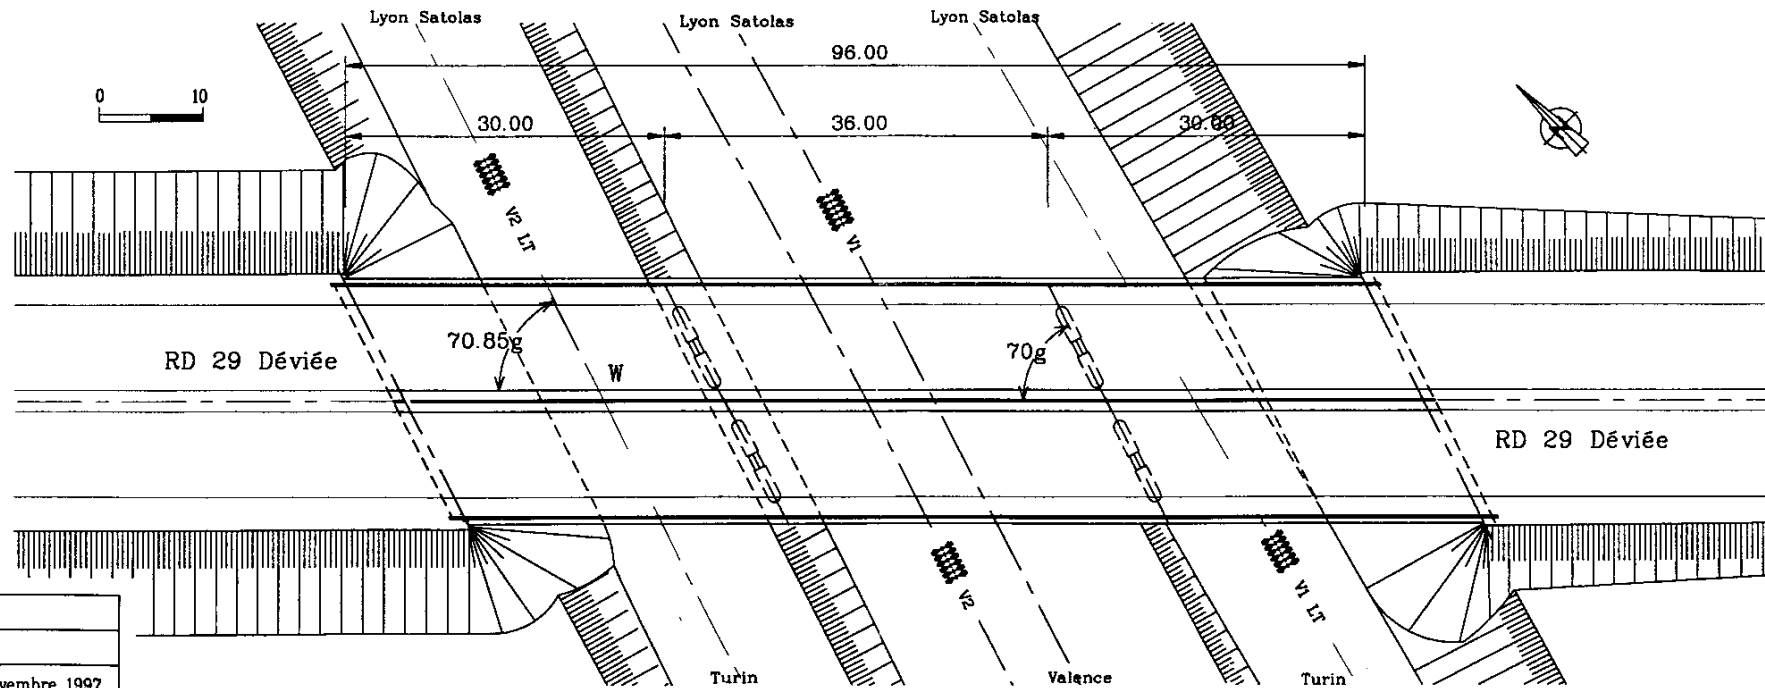 Lyon Satolas
Lyon Satolas
Lyon Satolas
96.00
0 10
30.00
36.00
30.00
V2 LT
V1
70.85g
70g
RD 29 Déviée
W
RD 29 Déviée
V2
V1 LT
Turin
Valence
Turin
vembre 1997